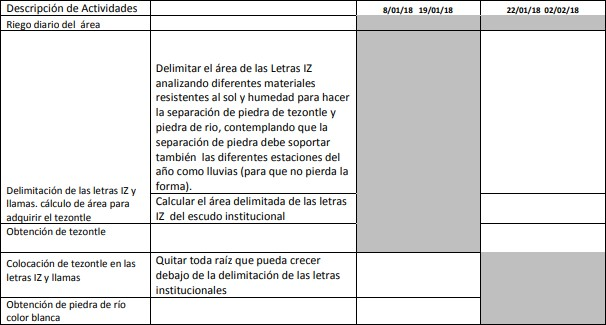 Descripción de Actividades
8/01/18 19/01/18
22/01/18 02/02/18
Riego diario del área
Delimitar el área de las Letras IZ
analizando diferentes materiales
resistentes al sol y humedad para hacer
la separación de piedra de tezontle y
piedra de rio, contemplando que la
separación de piedra debe soportar
también las diferentes estaciones del
año como lluvias (para que no pierda la
forma).
Delimitación de las letras IZ y
llamas. cálculo de área para
adquirir el tezontle
Calcular el área delimitada de las letras
IZ del escudo institucional
Obtención de tezontle
Colocación de tezontle en las
letras IZ y llamas
Quitar toda raíz que pueda crecer
debajo de la delimitación de las letras
institucionales
Obtención de piedra de río
color blanca